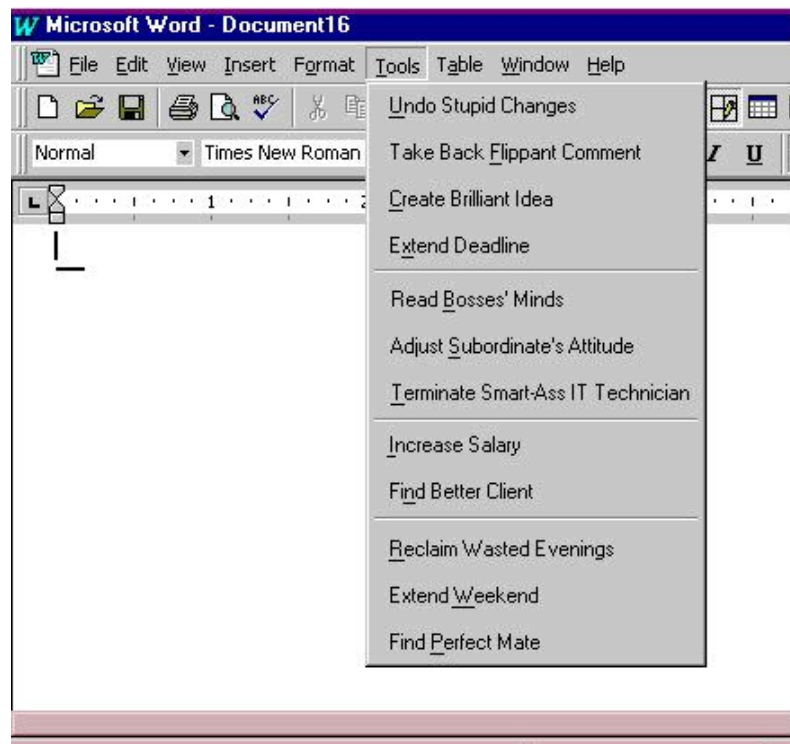 W Microsoft Word - Document16
File Edit View Insert Format Tools Table Window Help
ABC
Undo Stupid Changes
Normal Times New Roman
Take Back Flippant Comment
I U
1
Create Brilliant Idea
Extend Deadline
Read Bosses' Minds
Adjust Subordinate's Attitude
Terminate Smart-Ass IT Technician
Increase Salary
Find Better Client
Reclaim Wasted Evenings
Extend Weekend
Find Perfect Mate